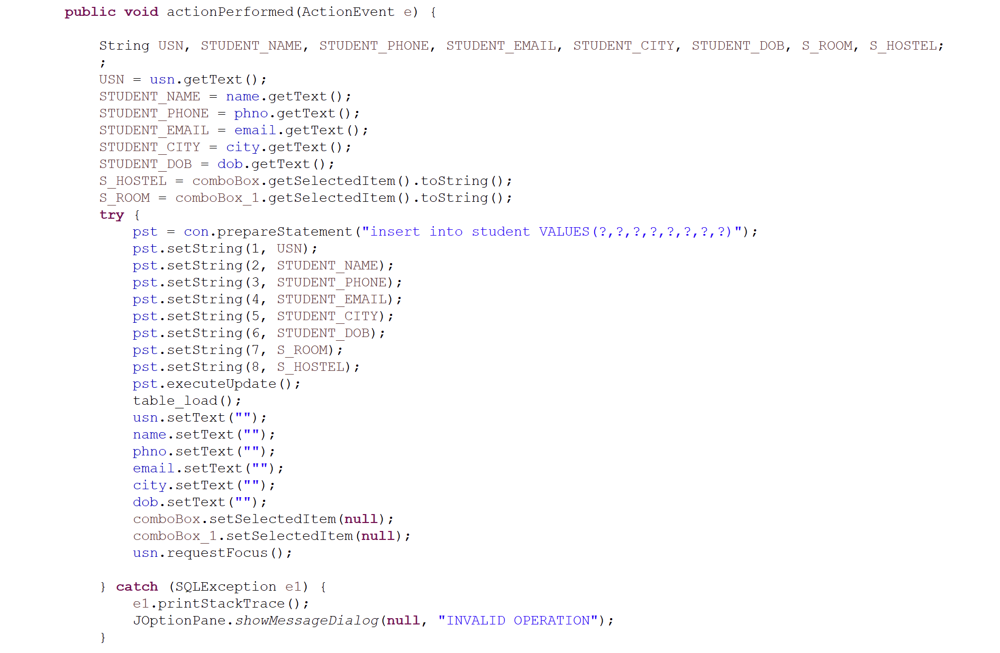 public void actionPerformed(ActionEvent e) {
String USN, STUDENT_NAME, STUDENT_PHONE, STUDENT_EMAIL, STUDENT_CITY, STUDENT_DOB, S_ROOM, S_HOSTEL;
;
USN = usn.getText();
STUDENT_NAME = name.getText();
STUDENT_PHONE = phno.getText();
STUDENT_EMAIL = email.getText();
STUDENT_CITY = city.getText();
STUDENT_DOB = dob.getText();
S_HOSTEL = comboBox.getSelectedItem().toString();
S_ROOM = comboBox_1.getSelectedItem().toString();
try {
pst = con.prepareStatement("insert into student VALUES(?,?,?,?,?,?,?,?)");
pst.setString(1, USN);
pst.setString(2, STUDENT_NAME);
pst.setString(3, STUDENT_PHONE);
pst.setString(4, STUDENT_EMAIL);
pst.setString(5, STUDENT_CITY);
pst.setString(6, STUDENT_DOB);
pst.setString(7, S_ROOM);
pst.setString(8, S_HOSTEL);
pst.executeUpdate();
table_load();
usn.setText("");
name.setText("");
phno.setText("");
email.setText("");
city.setText("");
dob.setText("");
comboBox.setSelectedItem(null);
comboBox_1.setSelectedItem(null);
usn.requestFocus();
} catch (SQLException e1) {
e1.printStackTrace();
JOptionPane.showMessageDialog(null, "INVALID OPERATION");
}